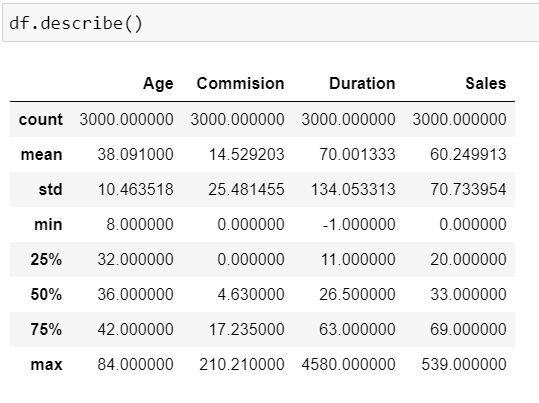 df.describe()
Age Commision Duration Sales
count 3000.000000 3000.000000 3000.000000 3000.000000
mean 38.091000 14.529203 70.001333 60.249913
std 10.463518 25.481455 134.053313 70.733954
min 8.000000 0.000000 -1.000000 0.000000
25% 32.000000 0.000000 11.000000 20.000000
50% 36.000000 4.630000 26.500000 33.000000
75% 42.000000 17.235000 63.000000 69.000000
max 84.000000 210.210000 4580.000000 539.000000